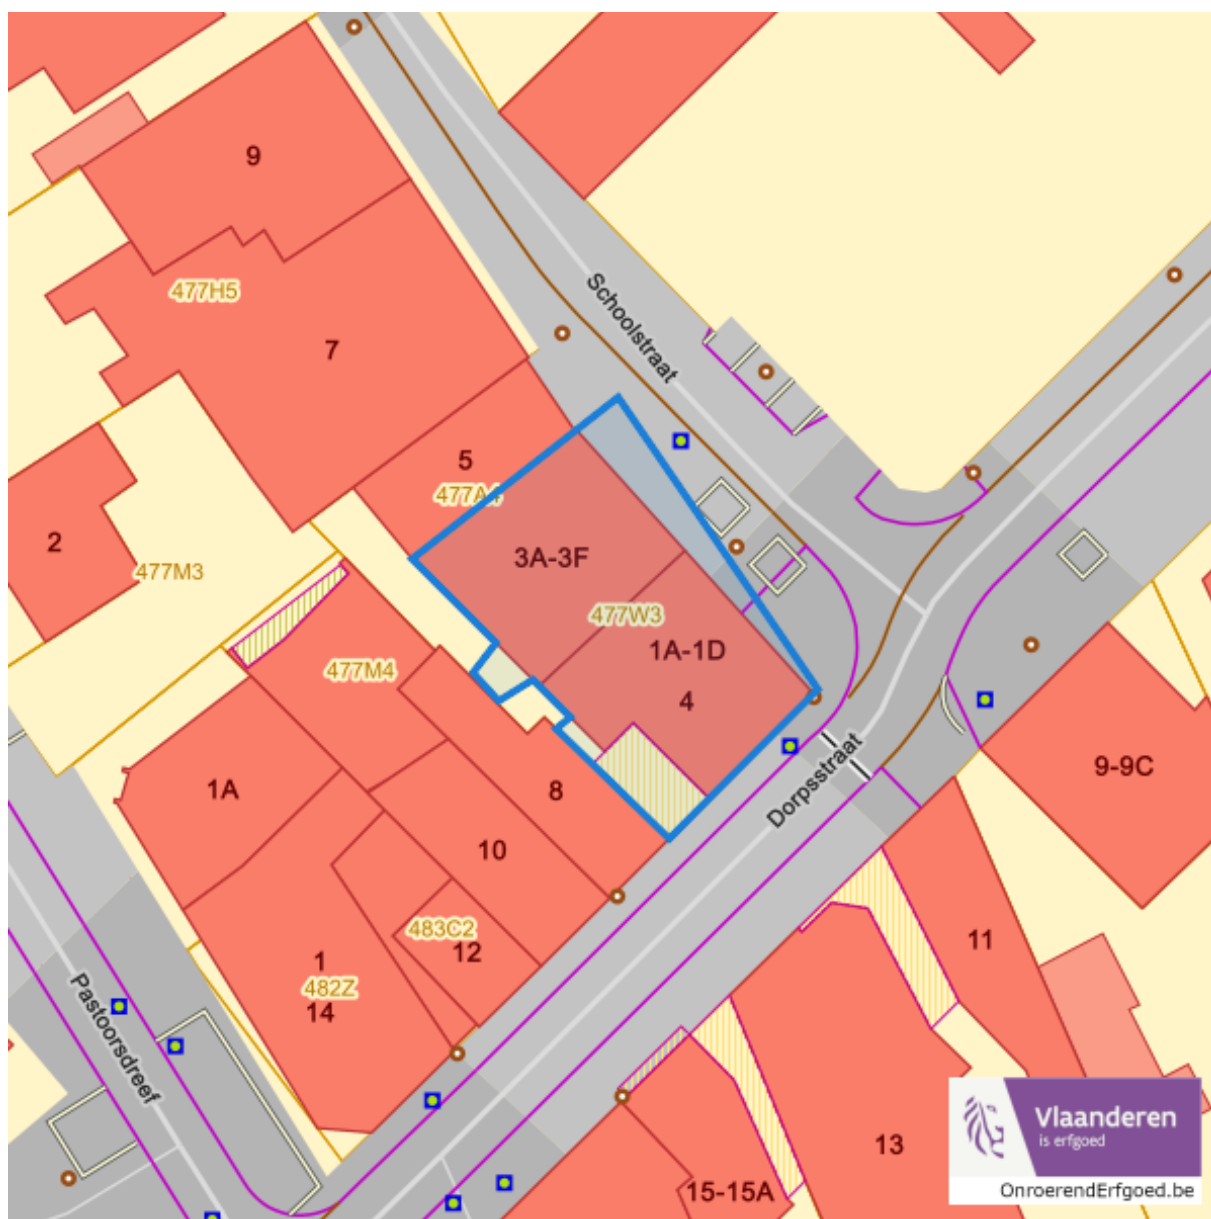 9
477H5
7
Schoolstraat
5
477A4
2
477M3
3A-3F
477W3
1A-1D
4
477M4
1A
8
Dorpsstraat
9-9C
10
483C2
12
11
1
482Z
14
Pastoorsdreef
13
15-15A
Vlaanderen
is erfgoed
OnroerendErfgoed.be